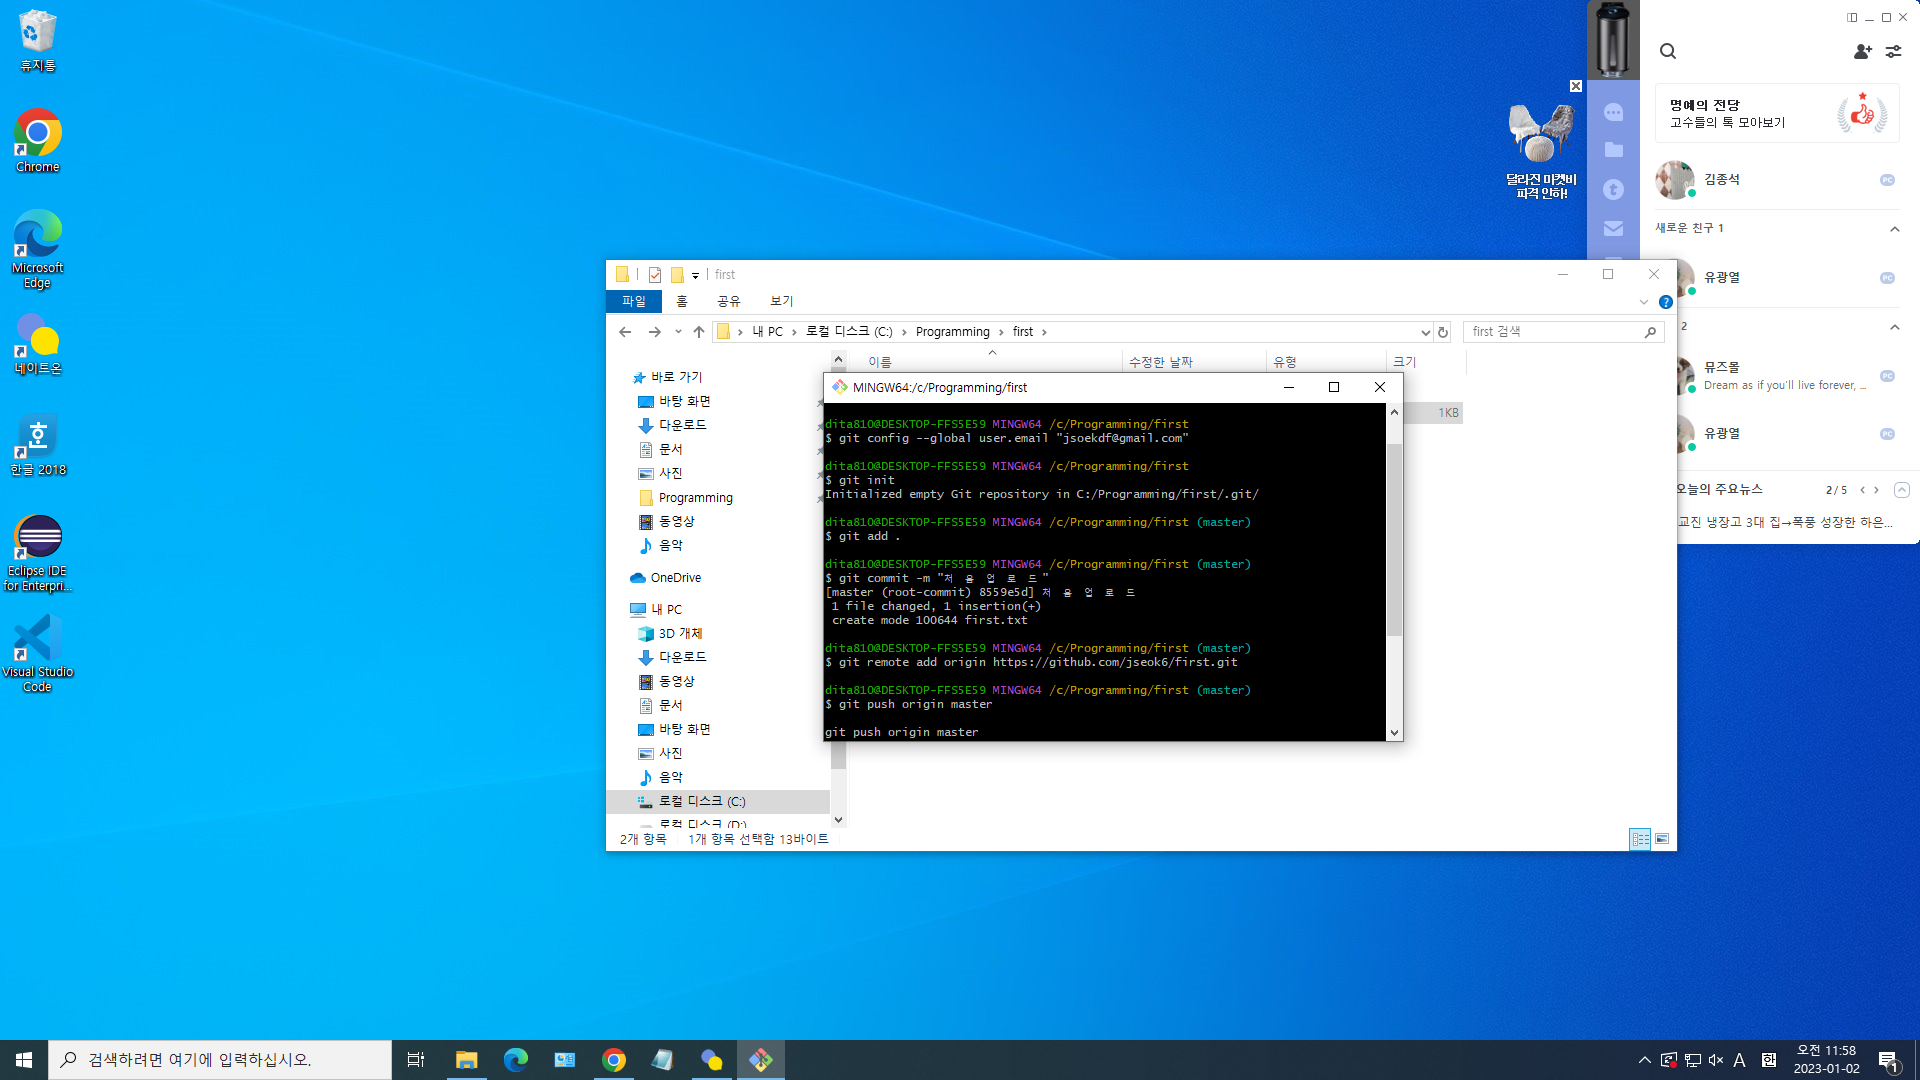 휴지통
Chrome
Microsoft
Edge
네이트온
한글 2018
Eclipse IDE
for Enterpri...
Visual Studio
Code
달라진 마켓비
파격 인하!
명예의 전당
고수들의 톡 모아보기
김종석
PC
새로운 친구 1
유광열
PC
2
뮤즈몰
Dream as if you'll live forever, ...
PC
유광열
PC
오늘의 주요뉴스
2 / 5
교진 냉장고 3대 집→폭풍 성장한 하은...
first
파일
홈
공유
보기
내 PC
로컬 디스크 (C:)
Programming
first
first 검색
이름
수정한 날짜
유형
크기
1KB
바로 가기
바탕 화면
다운로드
문서
사진
Programming
동영상
음악
OneDrive
내 PC
3D 개체
다운로드
동영상
문서
바탕 화면
사진
음악
로컬 디스크 (C:)
로컬 디스크 (D:)
2개 항목
1개 항목 선택함 13바이트
MINGW64:/c/Programming/first
dita810@DESKTOP-FFS5E59 MINGW64 /c/Programming/first
$ git config --global user.email "jsoekdf@gmail.com"
dita810@DESKTOP-FFS5E59 MINGW64 /c/Programming/first
$ git init
Initialized empty Git repository in C:/Programming/first/.git/
dita810@DESKTOP-FFS5E59 MINGW64 /c/Programming/first (master)
$ git add .
dita810@DESKTOP-FFS5E59 MINGW64 /c/Programming/first (master)
$ git commit -m "처 음 업 로 드"
[master (root-commit) 8559e5d] 처 음 업 로 드
1 file changed, 1 insertion(+)
create mode 100644 first.txt
dita810@DESKTOP-FFS5E59 MINGW64 /c/Programming/first (master)
$ git remote add origin https://github.com/jseok6/first.git
dita810@DESKTOP-FFS5E59 MINGW64 /c/Programming/first (master)
$ git push origin master
git push origin master
검색하려면 여기에 입력하십시오.
A
한
오전 11:58
2023-01-02
1